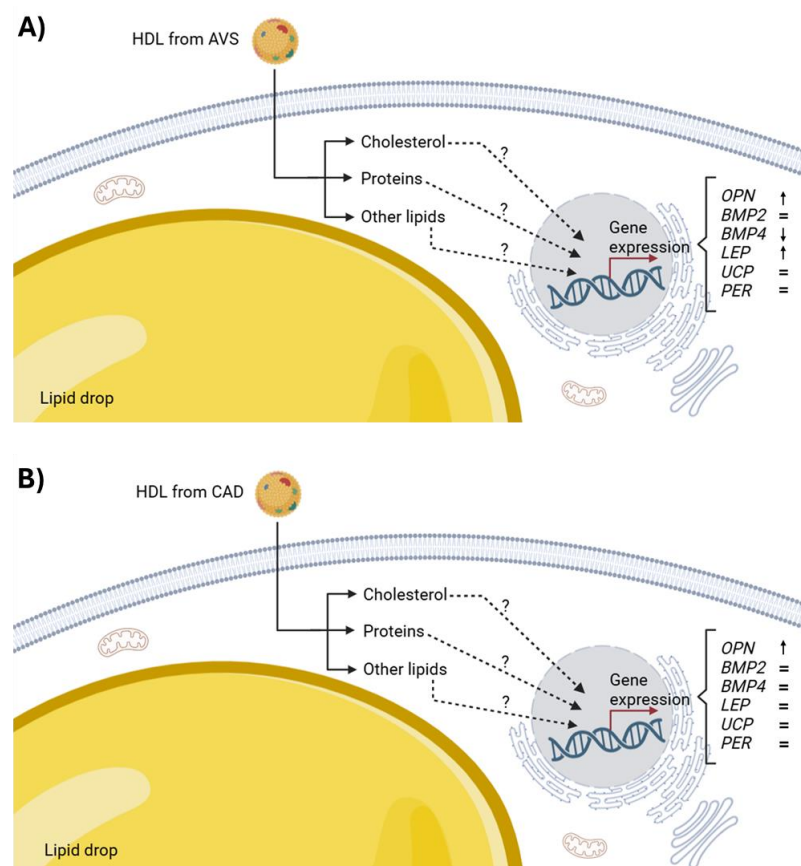 A)
HDL from AVS
Cholesterol
?
Proteins
?
Other lipids
?
Gene
expression
OPN ↑
BMP2 =
BMP4 ↓
LEP ↑
UCP =
PER =
Lipid drop
B)
HDL from CAD
Cholesterol
?
Proteins
?
Other lipids
?
Gene
expression
OPN ↑
BMP2 =
BMP4 =
LEP =
UCP =
PER =
Lipid drop